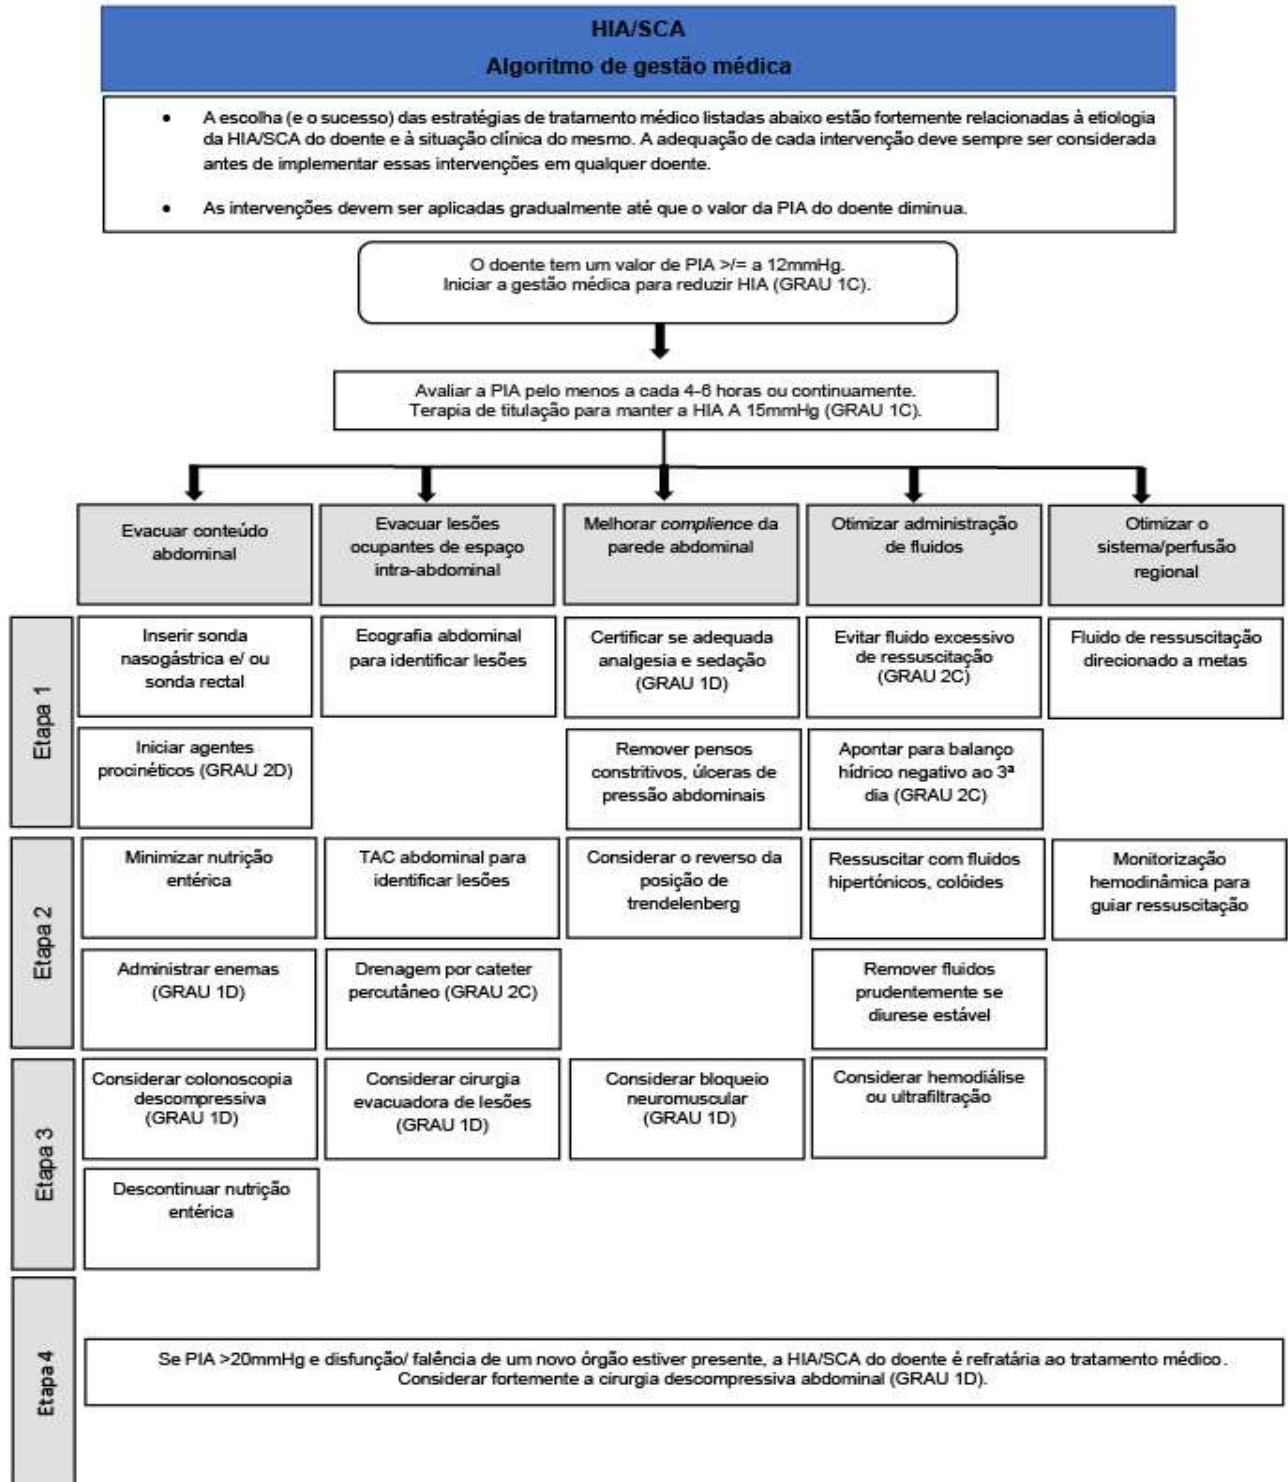 HIA/SCA
Algoritmo de gestão médica
• A escolha (e o sucesso) das estratégias de tratamento médico listadas abaixo estão fortemente relacionadas à etiologia
da HIA/SCA do doente e à situação clínica do mesmo. A adequação de cada intervenção deve sempre ser considerada
antes de implementar essas intervenções em qualquer doente.
• As intervenções devem ser aplicadas gradualmente até que o valor da PIA do doente diminua.
O doente tem um valor de PIA >/= a 12mmHg.
Iniciar a gestão médica para reduzir HIA (GRAU 1C).
Avaliar a PIA pelo menos a cada 4-6 horas ou continuamente.
Terapia de titulação para manter a HIA A 15mmHg (GRAU 1C).
Evacuar conteúdo
abdominal
Evacuar lesões
ocupantes de espaço
intra-abdominal
Melhorar complience da
parede abdominal
Otimizar administração
de fluidos
Otimizar o
sistema/perfusão
regional
Etapa 1
Inserir sonda
nasogástrica e/ ou
sonda rectal
Ecografia abdominal
para identificar lesões
Certificar se adequada
analgesia e sedação
(GRAU 1D)
Evitar fluido excessivo
de ressuscitação
(GRAU 2C)
Fluido de ressuscitação
direcionado a metas
Iniciar agentes
procinéticos (GRAU 2D)
Remover pensos
constritivos, úlceras de
pressão abdominais
Apontar para balanço
hídrico negativo ao 3ª
dia (GRAU 2C)
Etapa 2
Minimizar nutrição
entérica
TAC abdominal para
identificar lesões
Considerar o reverso da
posição de
trendelenberg
Ressuscitar com fluidos
hipertónicos, colóides
Monitorização
hemodinâmica para
guiar ressuscitação
Administrar enemas
(GRAU 1D)
Drenagem por cateter
percutâneo (GRAU 2C)
Remover fluidos
prudentemente se
diurese estável
Etapa 3
Considerar colonoscopia
descompressiva
(GRAU 1D)
Considerar cirurgia
evacuadora de lesões
(GRAU 1D)
Considerar bloqueio
neuromuscular
(GRAU 1D)
Considerar hemodiálise
ou ultrafiltração
Descontinuar nutrição
entérica
Etapa 4
Se PIA >20mmHg e disfunção/ falência de um novo órgão estiver presente, a HIA/SCA do doente é refratária ao tratamento médico.
Considerar fortemente a cirurgia descompressiva abdominal (GRAU 1D).